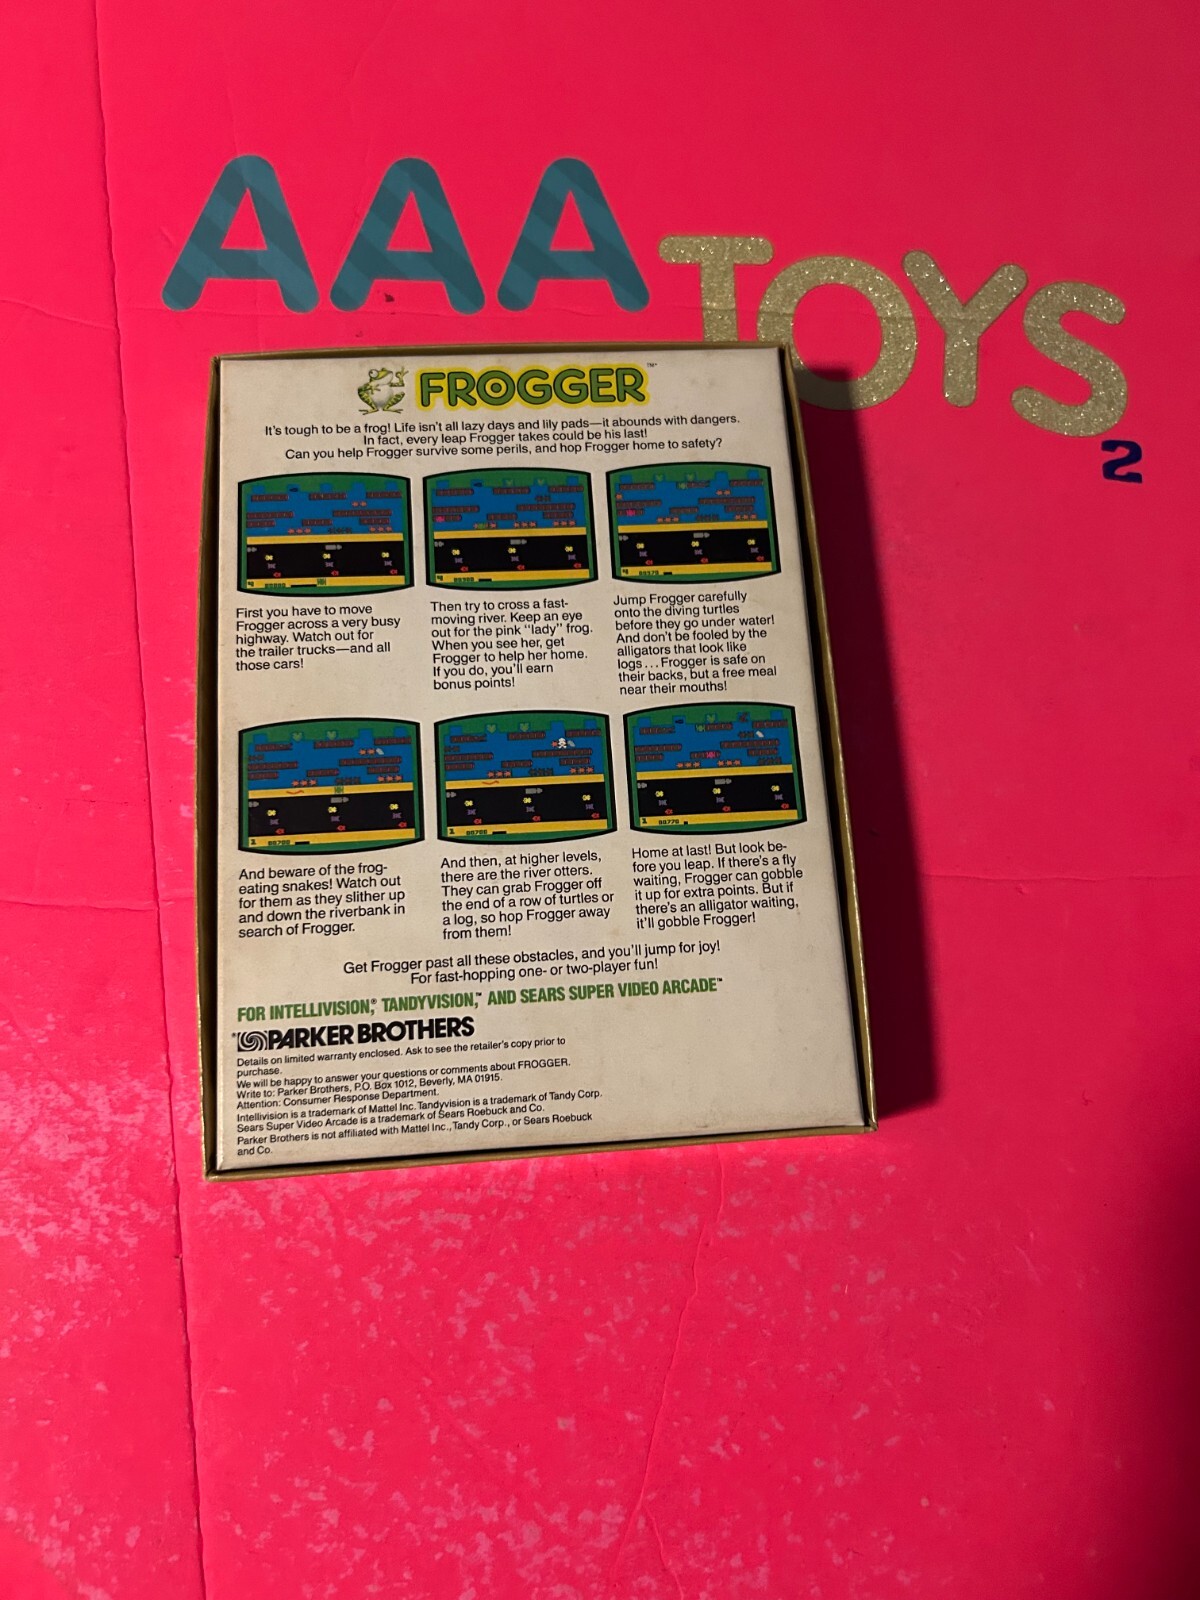 AAA
TOYS
2
FROGGER™
It's tough to be a frog! Life isn't all lazy days and lily pads—it abounds with dangers.
In fact, every leap Frogger takes could be his last!
Can you help Frogger survive some perils, and hop Frogger home to safety?
First you have to move
Frogger across a very busy
highway. Watch out for
the trailer trucks—and all
those cars!
Then try to cross a fast-
moving river. Keep an eye
out for the pink "lady" frog.
When you see her, get
Frogger to help her home.
If you do, you'll earn
bonus points!
Jump Frogger carefully
onto the diving turtles
before they go under water!
And don't be fooled by the
alligators that look like
logs...Frogger is safe on
their backs, but a free meal
near their mouths!
And beware of the frog-
eating snakes! Watch out
for them as they slither up
and down the riverbank in
search of Frogger.
And then, at higher levels,
there are the river otters.
They can grab Frogger off
the end of a row of turtles or
a log, so hop Frogger away
from them!
Home at last! But look be-
fore you leap. If there's a fly
waiting, Frogger can gobble
it up for extra points. But if
there's an alligator waiting,
it'll gobble Frogger!
Get Frogger past all these obstacles, and you'll jump for joy!
For fast-hopping one- or two-player fun!
FOR INTELLIVISION,® TANDYVISION,™ AND SEARS SUPER VIDEO ARCADE™
PARKER BROTHERS
Details on limited warranty enclosed. Ask to see the retailer's copy prior to
purchase.
We will be happy to answer your questions or comments about FROGGER.
Write to: Parker Brothers, P.O. Box 1012, Beverly, MA 01915.
Attention: Consumer Response Department.
Intellivision is a trademark of Mattel Inc. Tandyvision is a trademark of Tandy Corp.
Sears Super Video Arcade is a trademark of Sears Roebuck and Co.
Parker Brothers is not affiliated with Mattel Inc., Tandy Corp., or Sears Roebuck
and Co.